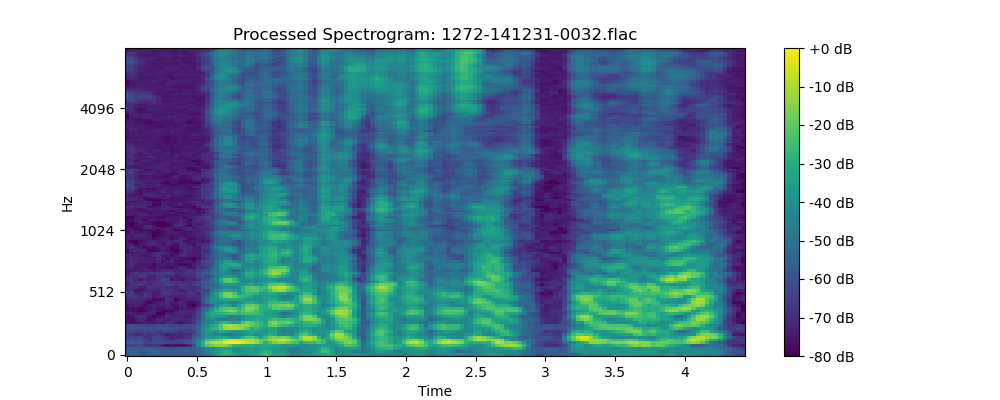 Processed Spectrogram: 1272-141231-0032.flac
Hz
4096
2048
1024
512
0
0 0.5 1 1.5 2 2.5 3 3.5 4
Time
+0 dB
-10 dB
-20 dB
-30 dB
-40 dB
-50 dB
-60 dB
-70 dB
-80 dB